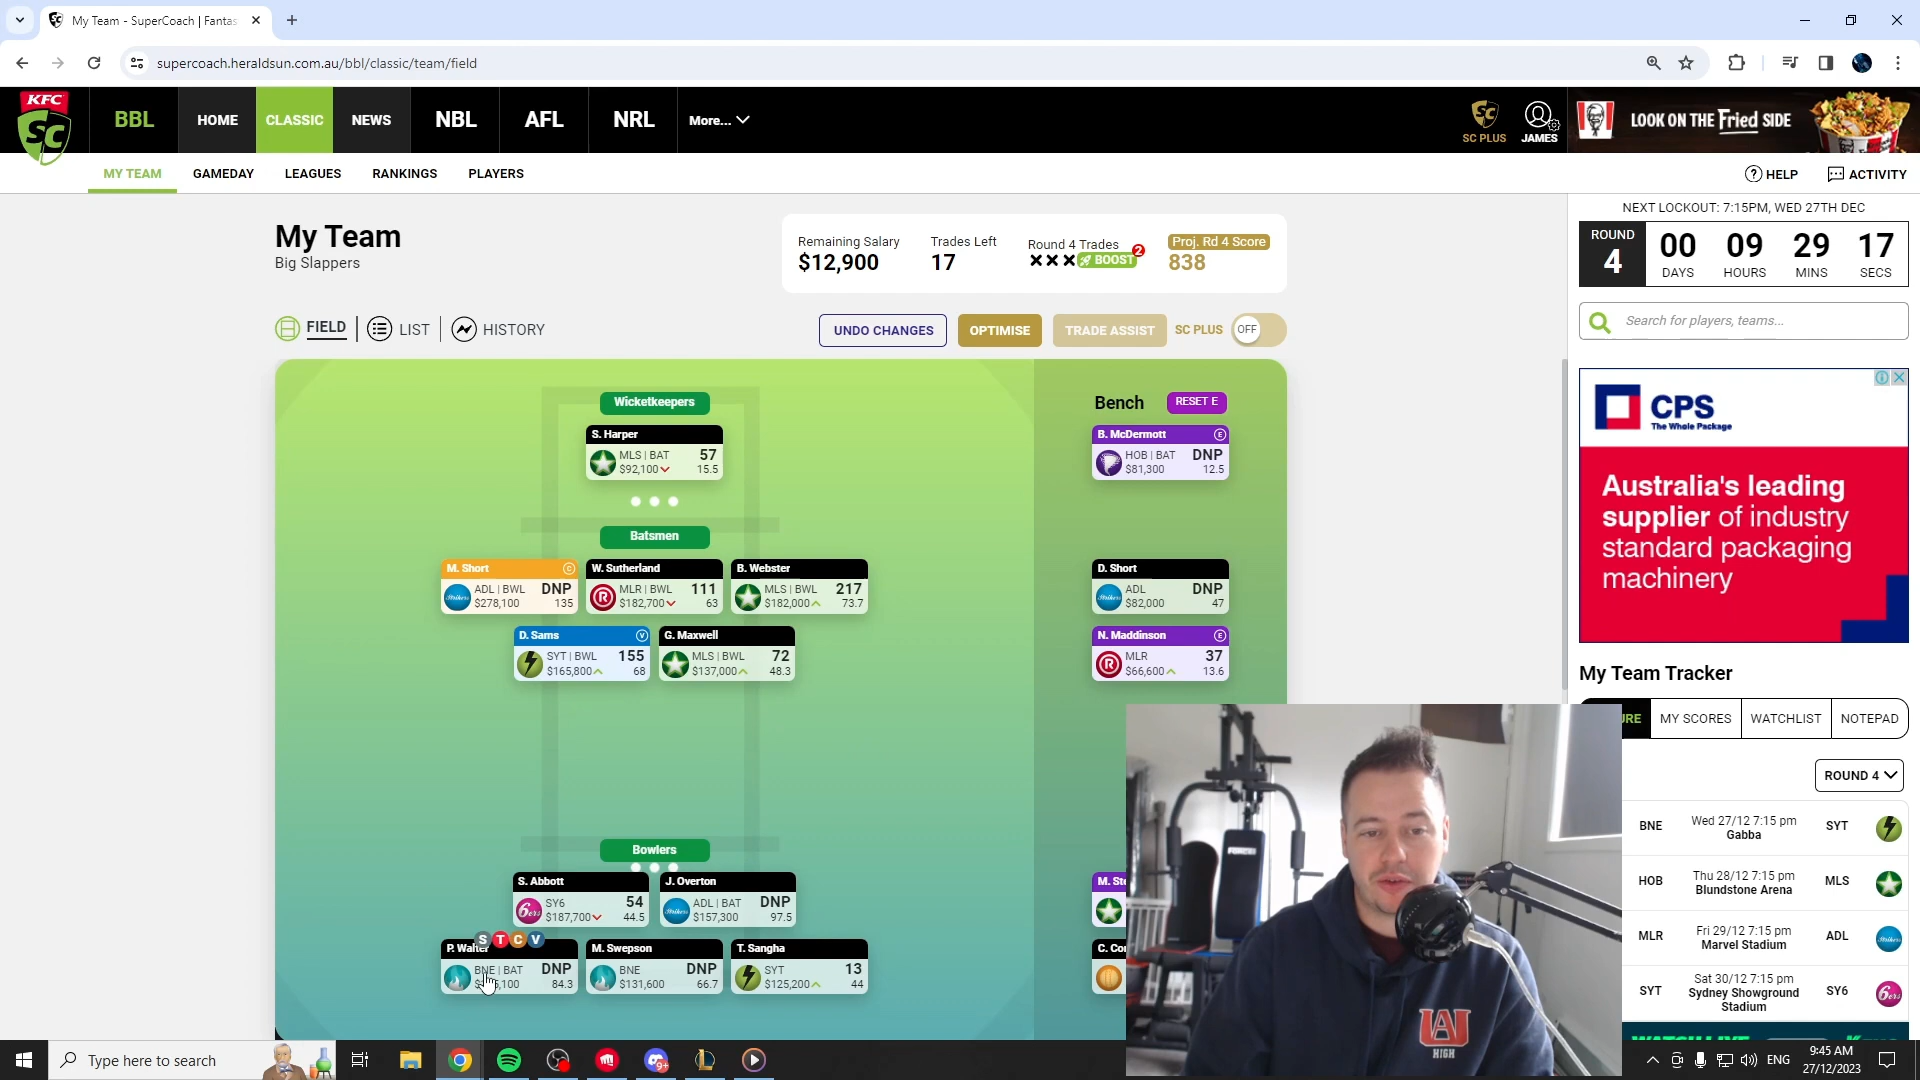 My Team - SuperCoach | Fantas
supercoach.heraldsun.com.au/bbl/classic/team/field
KFC
SC
BBL
HOME
CLASSIC
NEWS
NBL
AFL
NRL
More...
SC PLUS
JAMES
LOOK ON THE Fried SIDE
MY TEAM
GAMEDAY
LEAGUES
RANKINGS
PLAYERS
HELP
ACTIVITY
My Team
Big Slappers
Remaining Salary
$12,900
Trades Left
17
Round 4 Trades
BOOST
2
Proj. Rd 4 Score
838
NEXT LOCKOUT: 7:15PM, WED 27TH DEC
ROUND
4
00
DAYS
09
HOURS
29
MINS
17
SECS
Search for players, teams...
FIELD
LIST
HISTORY
UNDO CHANGES
OPTIMISE
TRADE ASSIST
SC PLUS
OFF
Wicketkeepers
S. Harper
MLS | BAT 57
$92,100 15.5
Bench
RESET E
B. McDermott E
HOB | BAT DNP
$81,300 12.5
Batsmen
M. Short C
ADL | BWL DNP
$278,100 135
W. Sutherland
MLR | BWL 111
$182,700 63
B. Webster
MLS | BWL 217
$182,000 73.7
D. Short
ADL DNP
$82,000 47
D. Sams V
SYT | BWL 155
$165,800 68
G. Maxwell
MLS | BWL 72
$137,000 48.3
N. Maddinson E
MLR 37
$66,600 13.6
Bowlers
S. Abbott
SY6 54
$187,700 44.5
J. Overton
ADL | BAT DNP
$157,300 97.5
S T C V
P. Walter
BNE | BAT DNP
84.3
M. Swepson
BNE DNP
$131,600 66.7
T. Sangha
SYT 13
$125,200 44
CPS
The Whole Package
Australia's leading
supplier of industry
standard packaging
machinery
My Team Tracker
MY SCORES
WATCHLIST
NOTEPAD
ROUND 4
BNE Wed 27/12 7:15 pm SYT
Gabba
HOB Thu 28/12 7:15 pm MLS
Blundstone Arena
MLR Fri 29/12 7:15 pm ADL
Marvel Stadium
SYT Sat 30/12 7:15 pm SY6
Sydney Showground
Stadium
HIGH
Type here to search
ENG
9:45 AM
27/12/2023